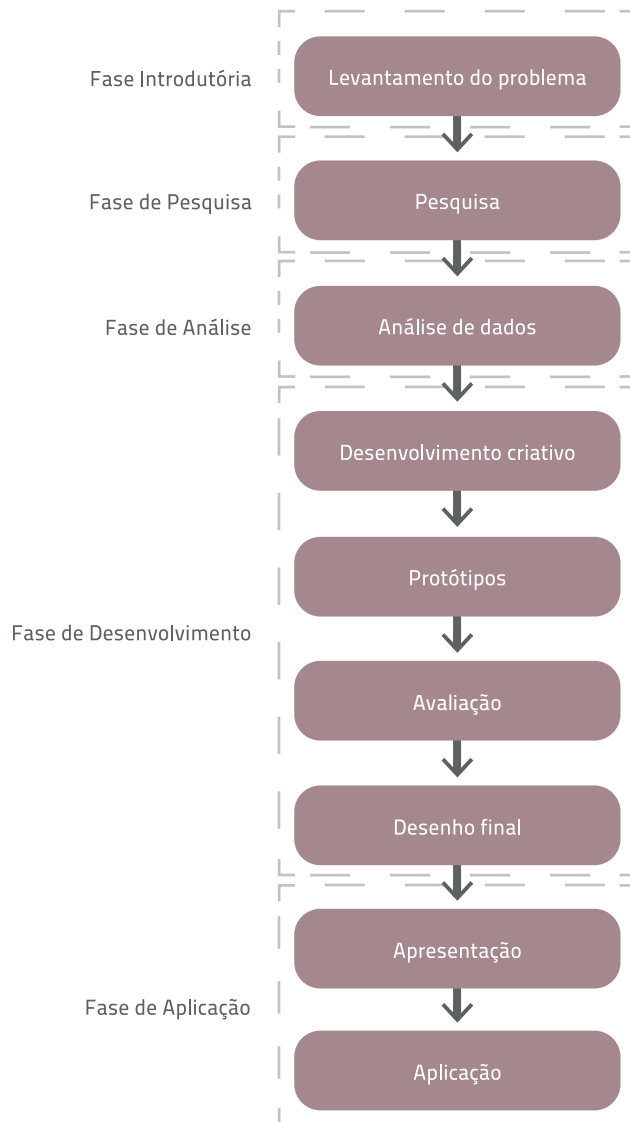 Fase Introdutória
Levantamento do problema
Fase de Pesquisa
Pesquisa
Fase de Análise
Análise de dados
Fase de Desenvolvimento
Desenvolvimento criativo
Protótipos
Avaliação
Desenho final
Fase de Aplicação
Apresentação
Aplicação